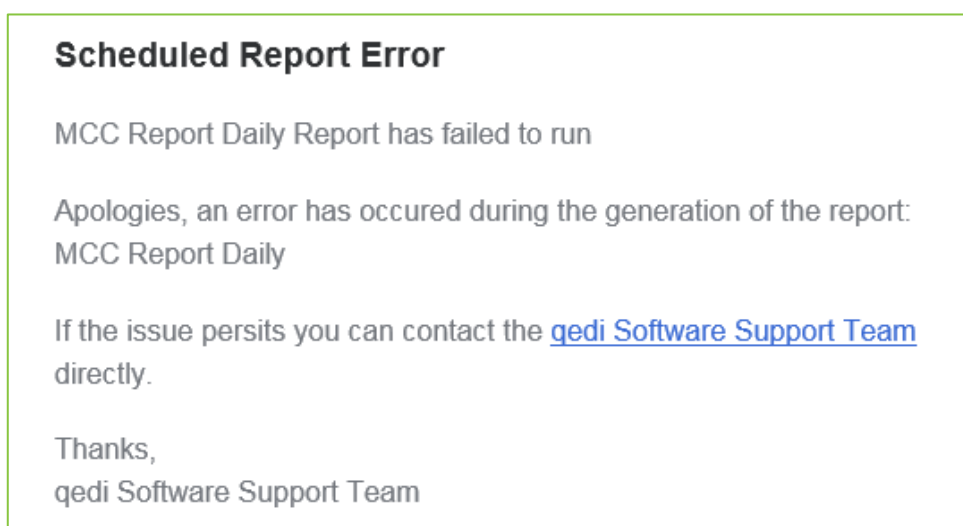 Scheduled Report Error
MCC Report Daily Report has failed to run
Apologies, an error has occured during the generation of the report:
MCC Report Daily
If the issue persits you can contact the qedi Software Support Team
directly.
Thanks,
qedi Software Support Team